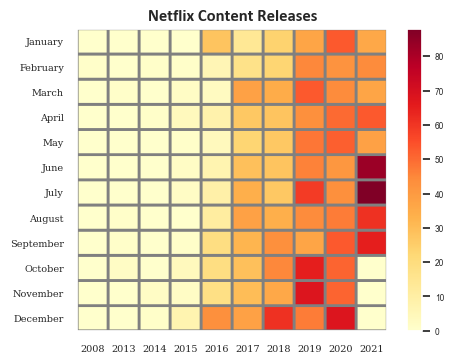 Netflix Content Releases
January
February
March
April
May
June
July
August
September
October
November
December
2008 2013 2014 2015 2016 2017 2018 2019 2020 2021
80
70
60
50
40
30
20
10
0